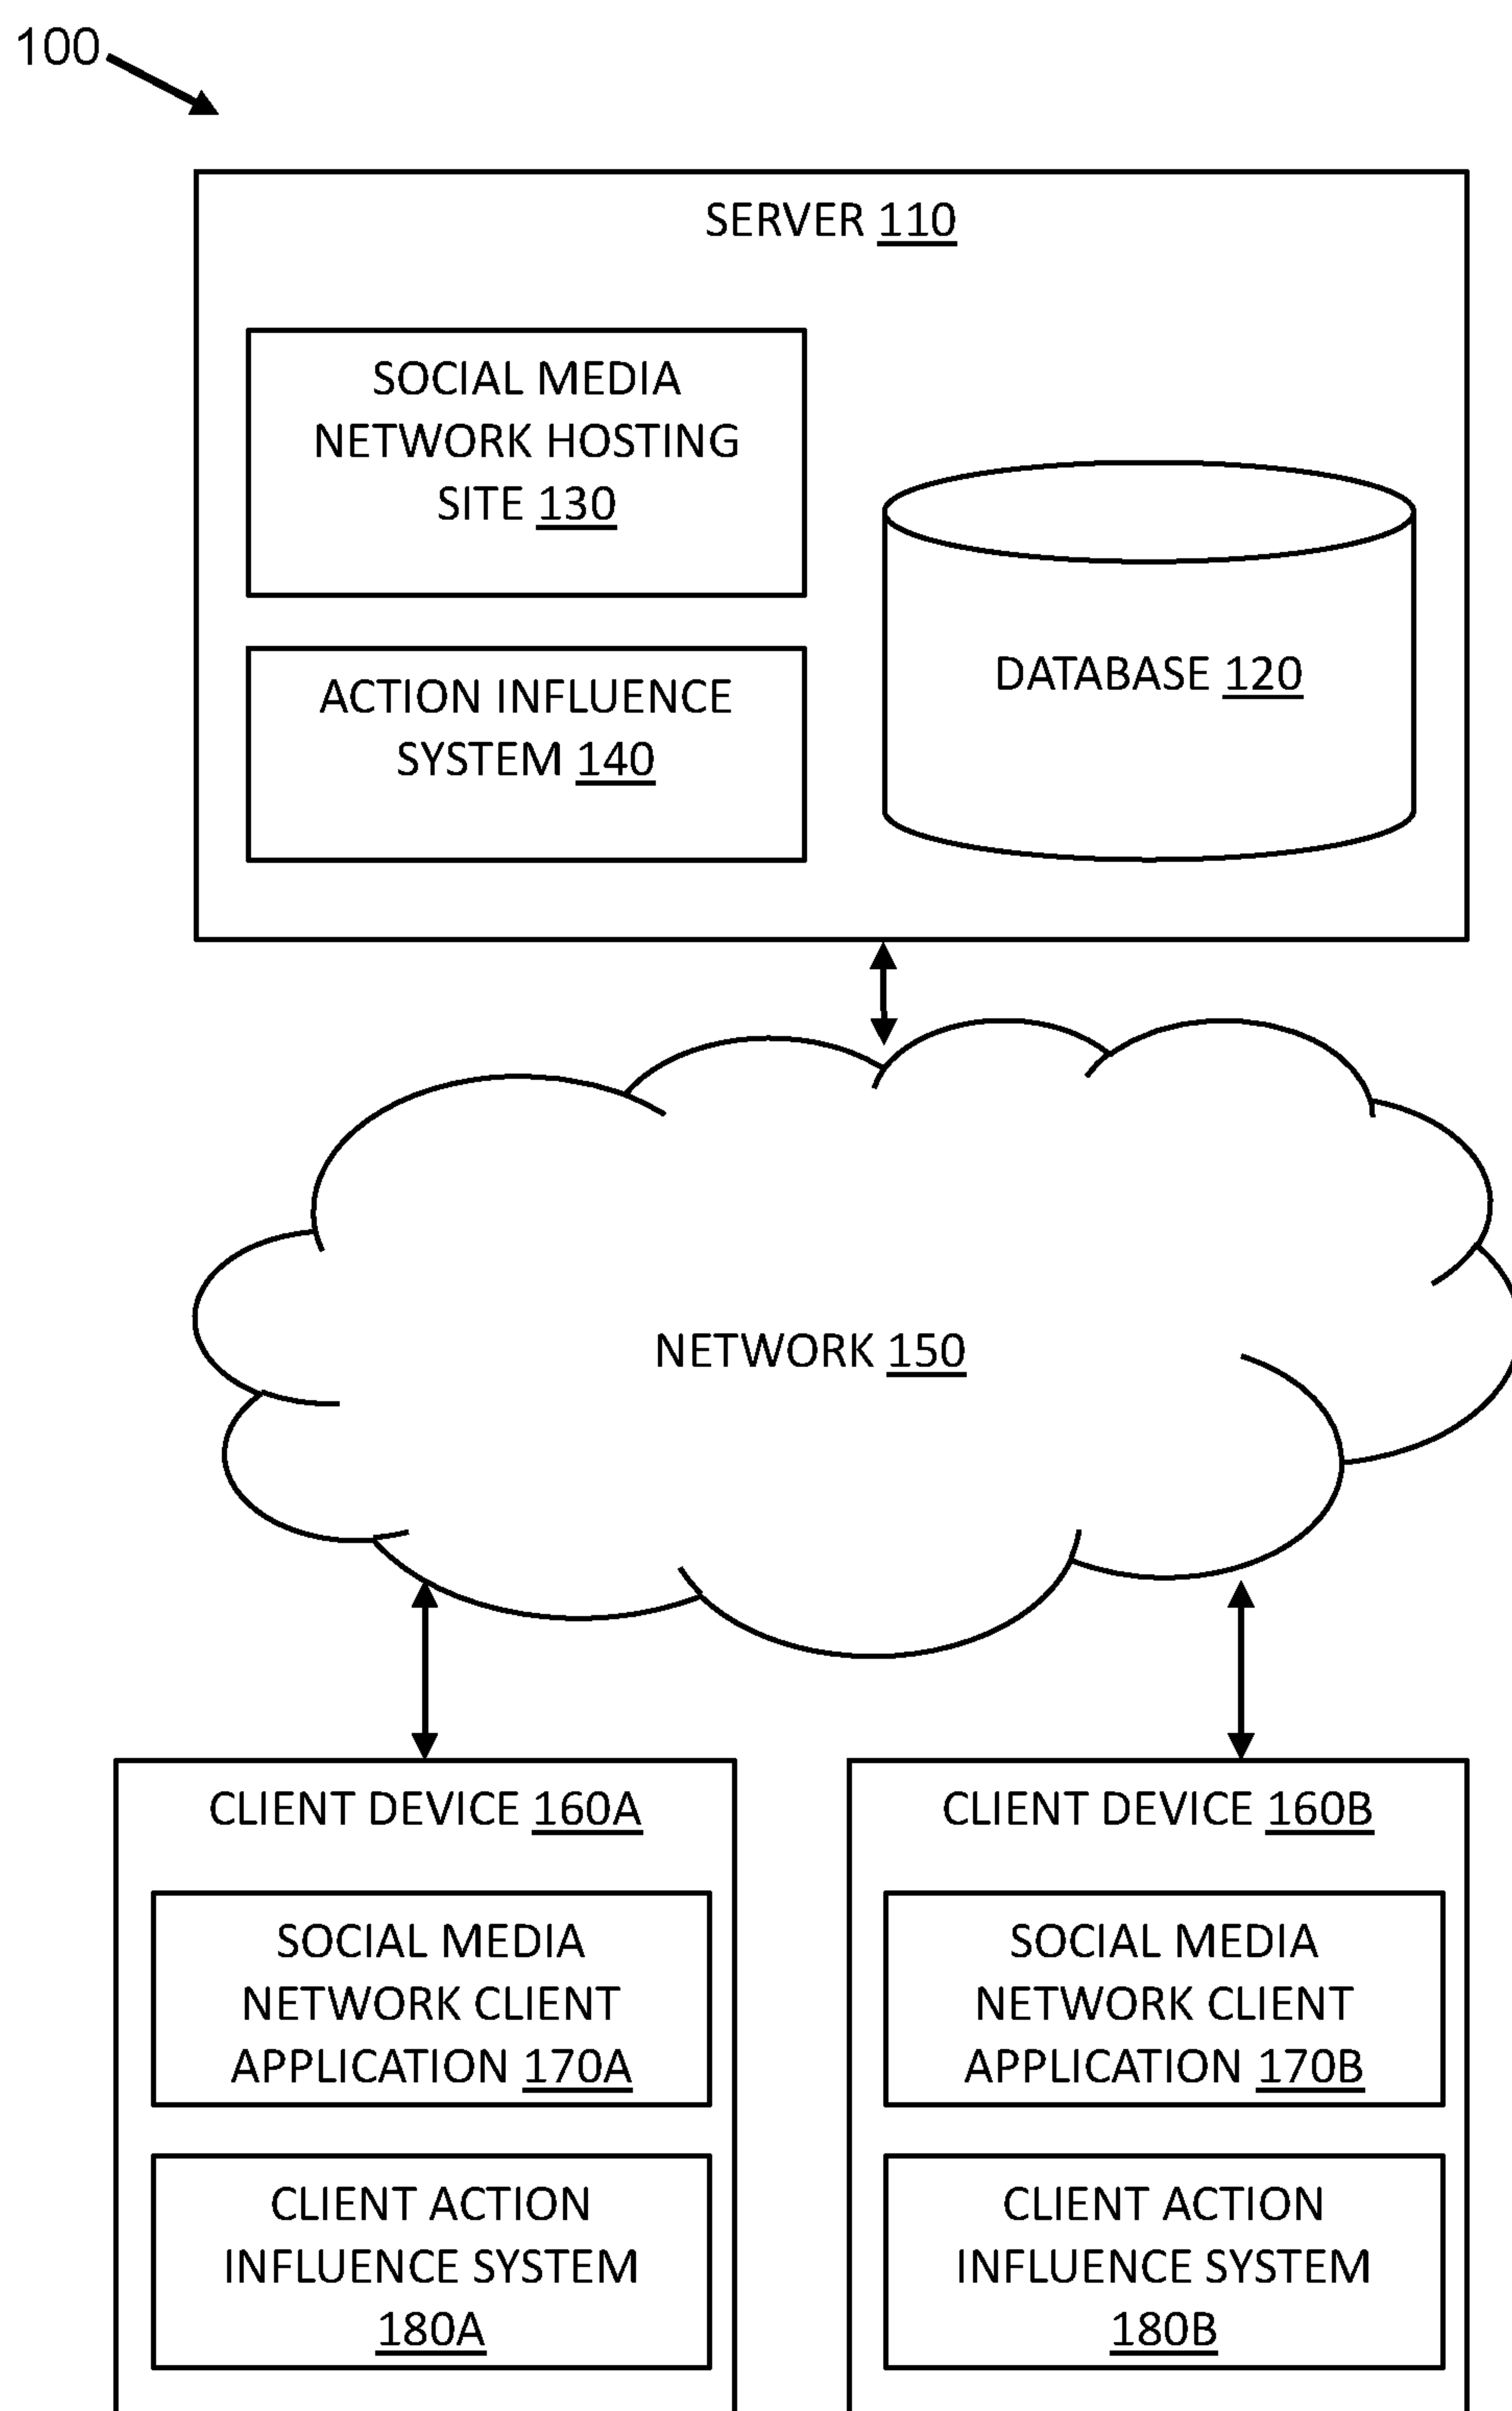 100
SERVER 110
SOCIAL MEDIA
NETWORK HOSTING
SITE 130
ACTION INFLUENCE
SYSTEM 140
DATABASE 120
NETWORK 150
CLIENT DEVICE 160A
SOCIAL MEDIA
NETWORK CLIENT
APPLICATION 170A
CLIENT ACTION
INFLUENCE SYSTEM
180A
CLIENT DEVICE 160B
SOCIAL MEDIA
NETWORK CLIENT
APPLICATION 170B
CLIENT ACTION
INFLUENCE SYSTEM
180B